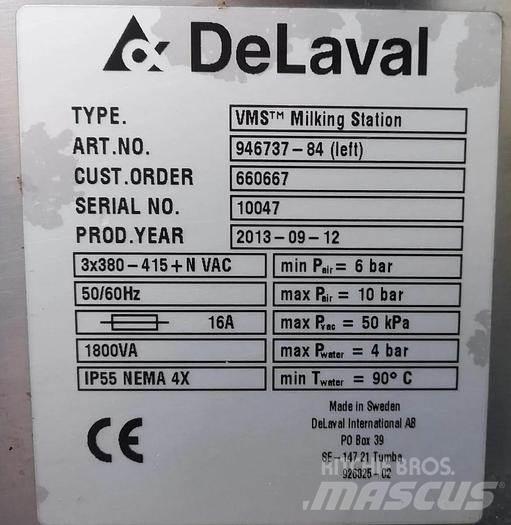 DeLaval
TYPE. VMS™ Milking Station
ART.NO. 946737-84 (left)
CUST.ORDER 660667
SERIAL NO. 10047
PROD.YEAR 2013-09-12
3x380-415+N VAC min Pair = 6 bar
50/60Hz max Pair = 10 bar
16A max Pvac = 50 kPa
1800VA max Pwater = 4 bar
IP55 NEMA 4X min Twater = 90° C
CE
Made in Sweden
DeLaval International AB
PO Box 39
SE-147 21 Tumba
926325-02
RITCHIE BROS.
MASCUS